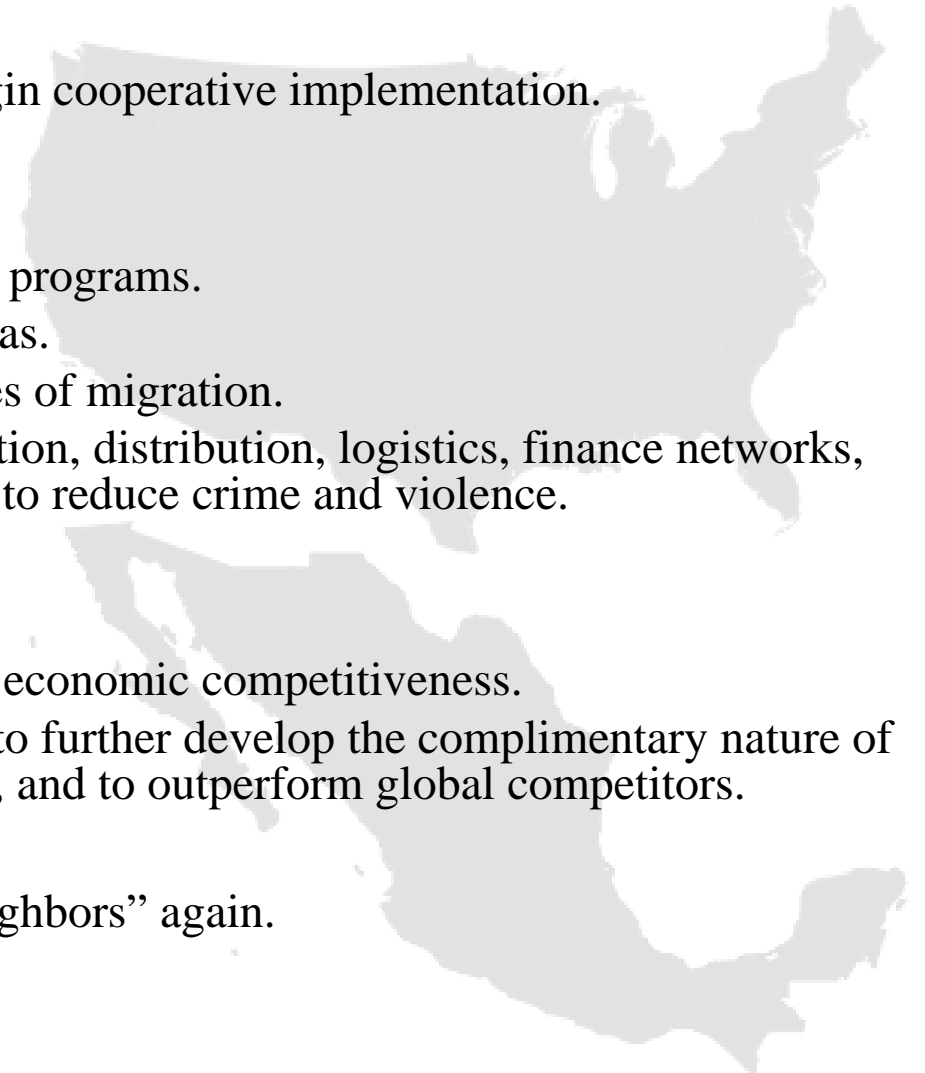 gin cooperative implementation.
programs.
as.
es of migration.
tion, distribution, logistics, finance networks,
to reduce crime and violence.
economic competitiveness.
to further develop the complimentary nature of
, and to outperform global competitors.
ghbors” again.